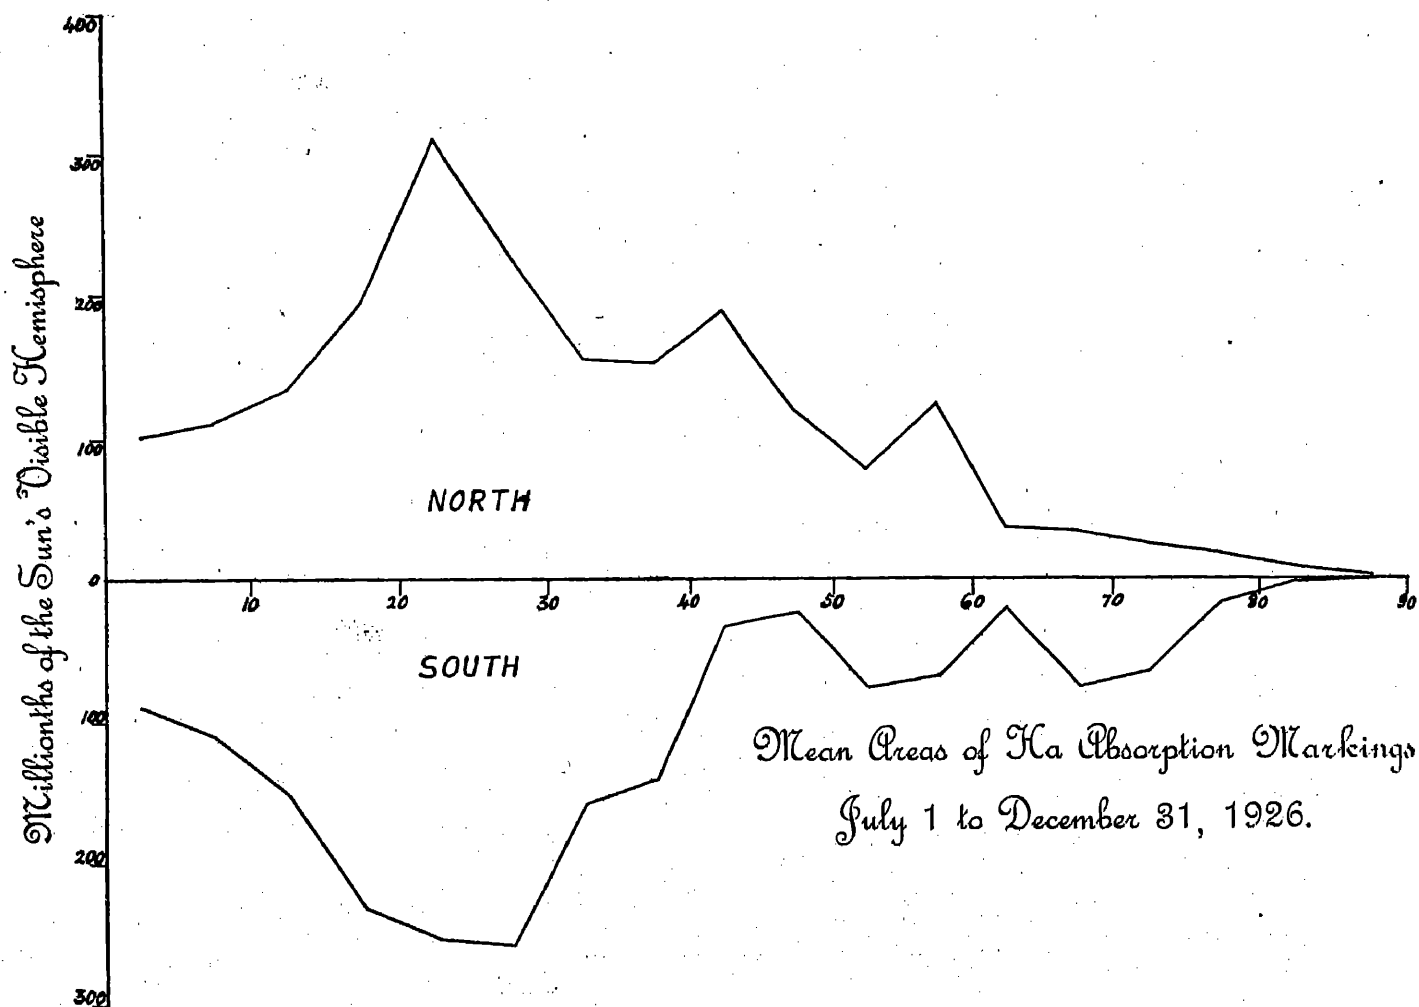 400
300
200
100
0
10 20 30 40 50 60 70 80 90
100
200
300
Millionths of the Sun's Visible Hemisphere
NORTH
SOUTH
Mean Areas of Ha Absorption Markings
July 1 to December 31, 1926.